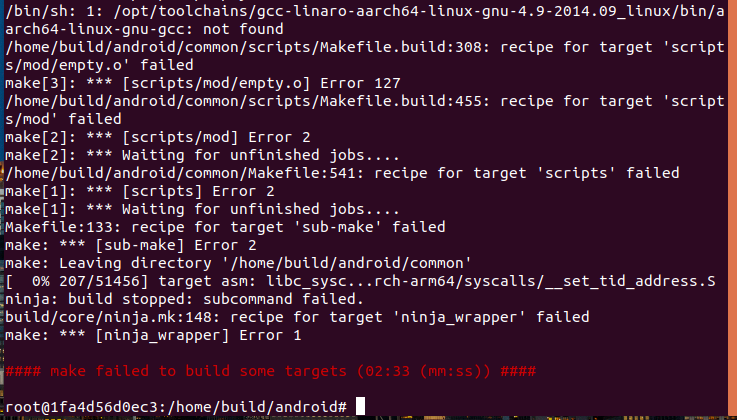 /bin/sh: 1: /opt/toolchains/gcc-linaro-aarch64-linux-gnu-4.9-2014.09_linux/bin/a
arch64-linux-gnu-gcc: not found
/home/build/android/common/scripts/Makefile.build:308: recipe for target 'script
s/mod/empty.o' failed
make[3]: *** [scripts/mod/empty.o] Error 127
/home/build/android/common/scripts/Makefile.build:455: recipe for target 'script
s/mod' failed
make[2]: *** [scripts/mod] Error 2
make[2]: *** Waiting for unfinished jobs....
/home/build/android/common/Makefile:541: recipe for target 'scripts' failed
make[1]: *** [scripts] Error 2
make[1]: *** Waiting for unfinished jobs....
Makefile:133: recipe for target 'sub-make' failed
make: *** [sub-make] Error 2
make: Leaving directory '/home/build/android/common'
[  0% 207/51456] target asm: libc_sysc...rch-arm64/syscalls/__set_tid_address.S
ninja: build stopped: subcommand failed.
build/core/ninja.mk:148: recipe for target 'ninja_wrapper' failed
make: *** [ninja_wrapper] Error 1
#### make failed to build some targets (02:33 (mm:ss)) ####
root@1fa4d56d0ec3:/home/build/android#